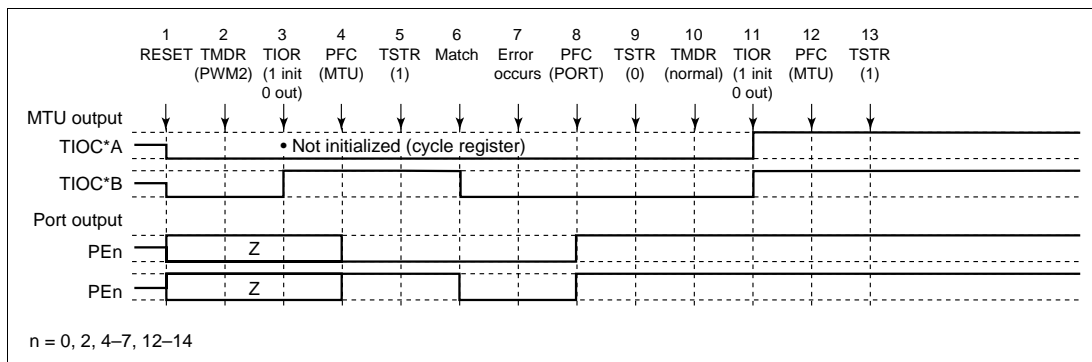 1 2 3 4 5 6 7 8 9 10 11 12 13
RESET TMDR TIOR PFC TSTR Match Error PFC TSTR TMDR TIOR PFC TSTR
(PWM2) (1 init (MTU) (1) occurs (PORT) (0) (normal) (1 init (MTU) (1)
0 out) 0 out)
MTU output
TIOC*A • Not initialized (cycle register)
TIOC*B
Port output
PEn Z
PEn Z
n = 0, 2, 4–7, 12–14